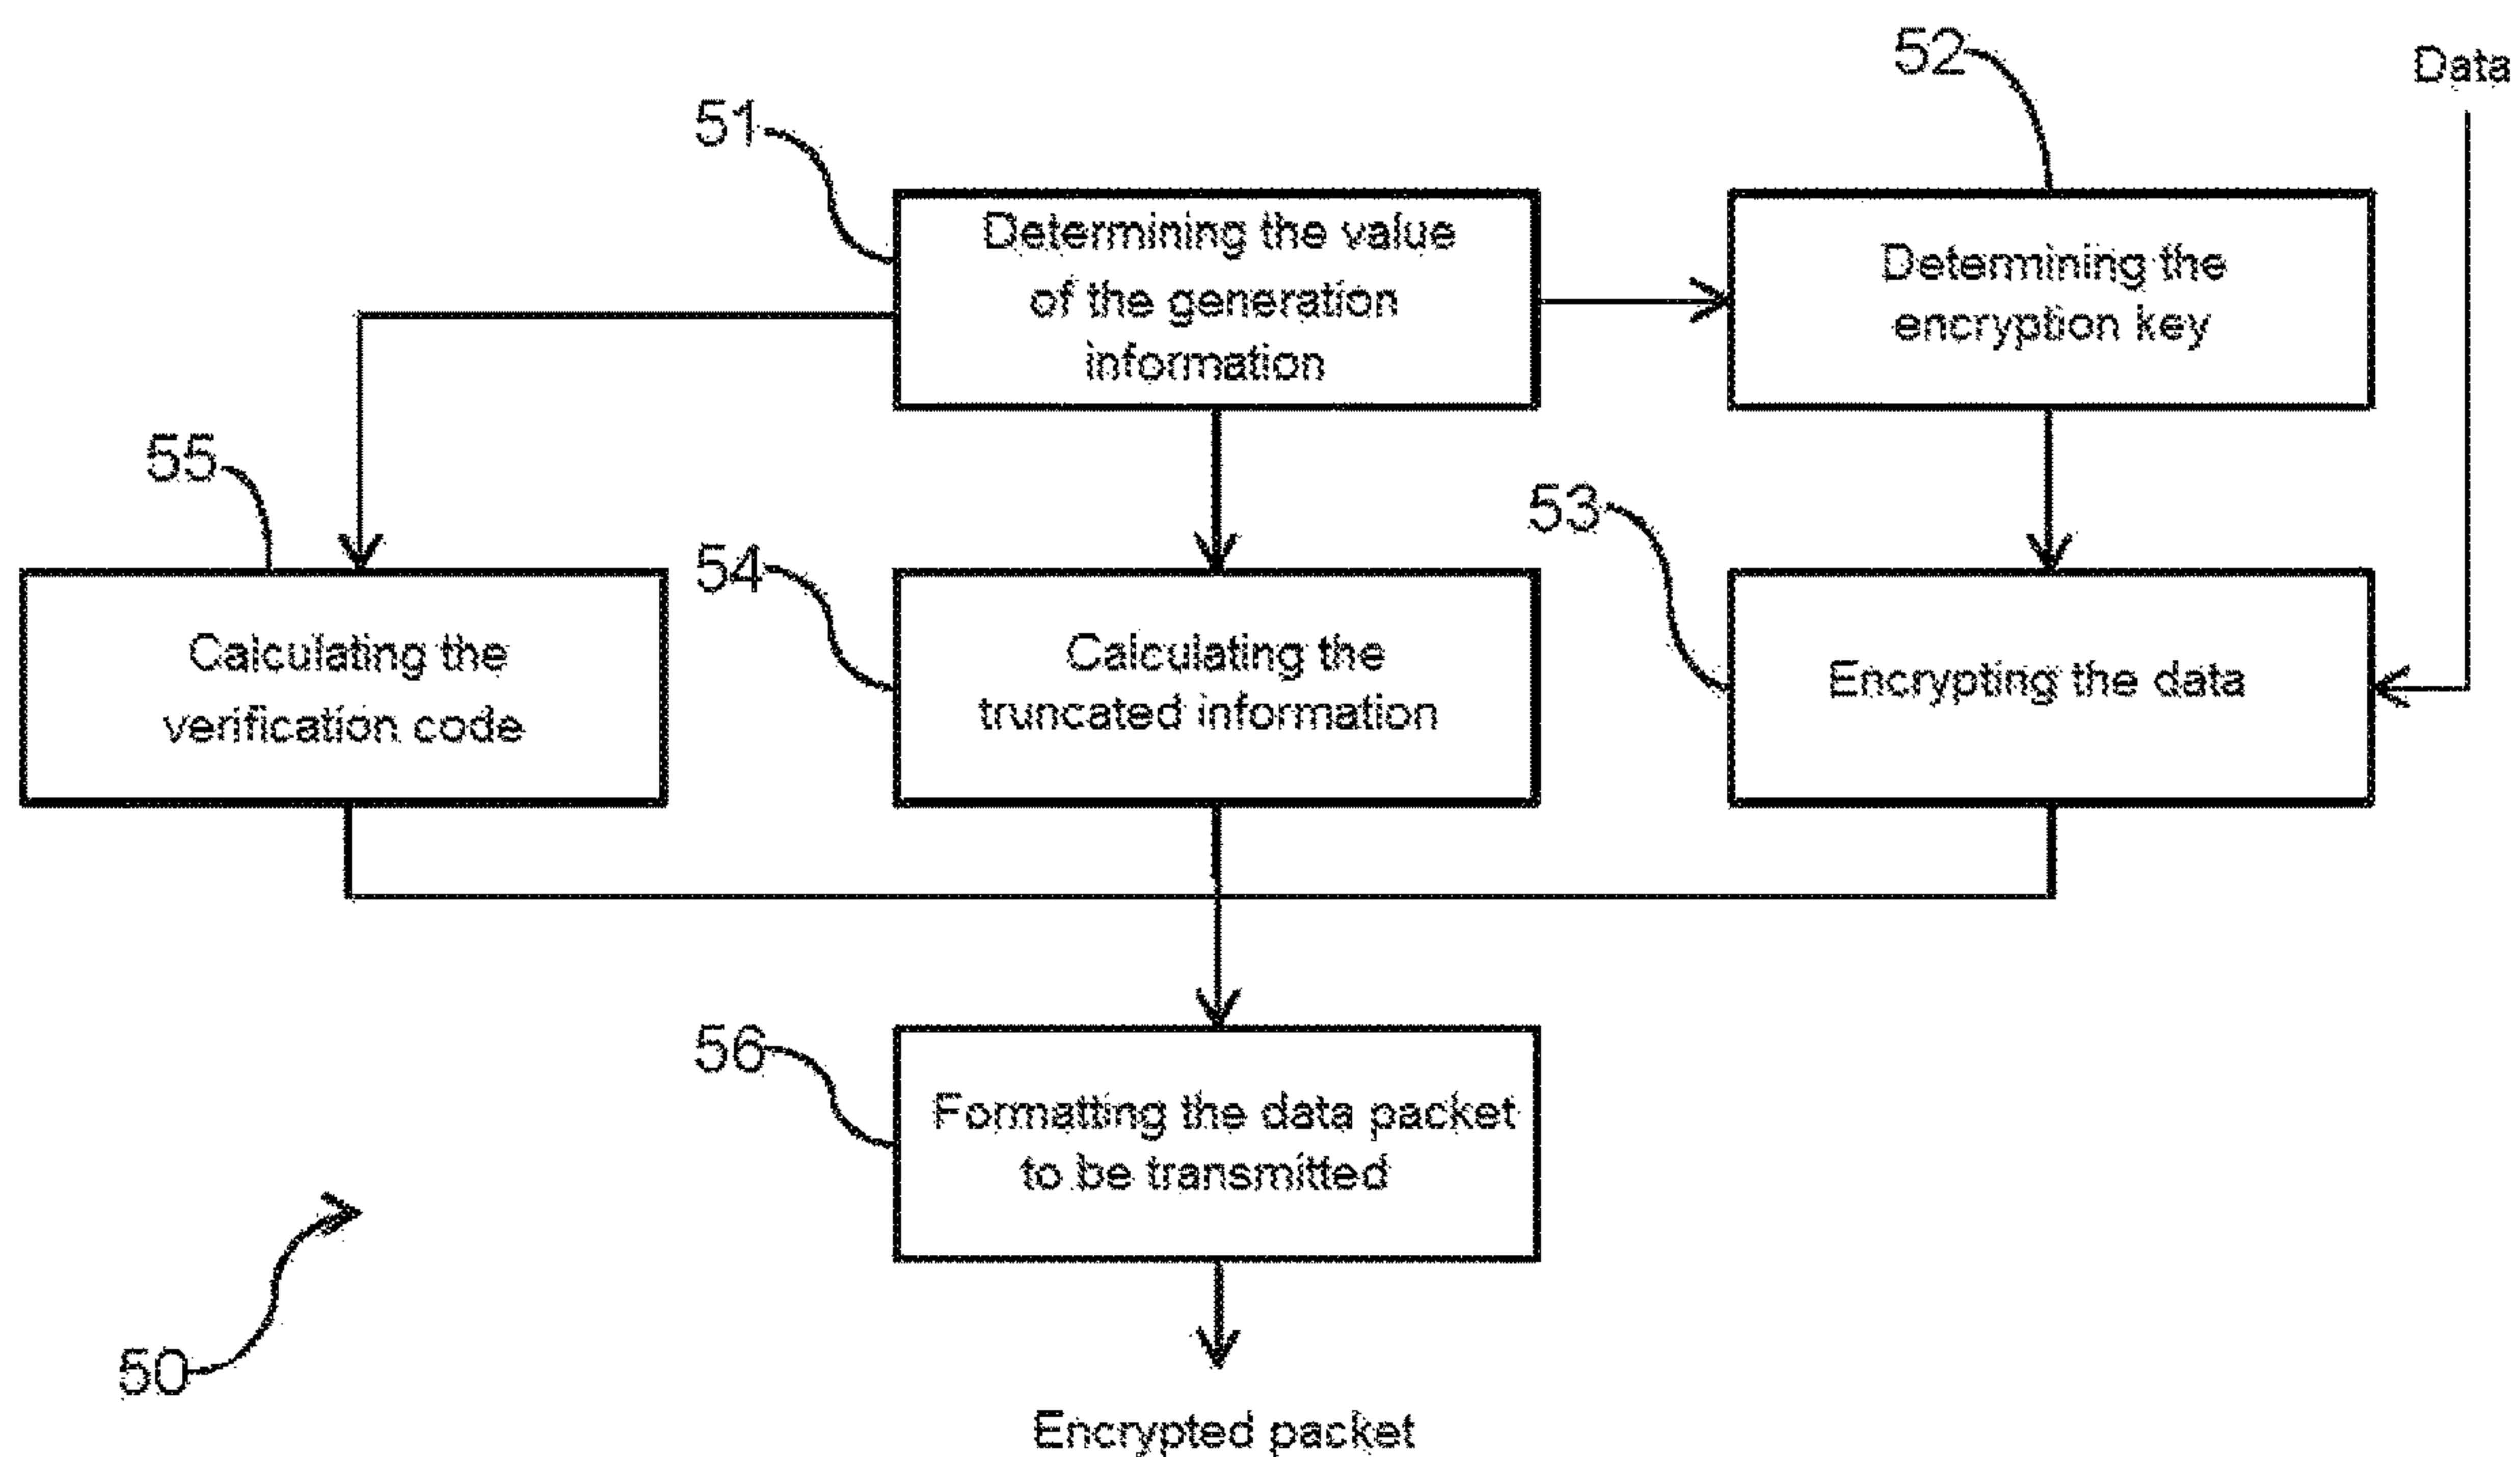 52
Data
51
Determining the value
of the generation
information
Determining the
encryption key
55
53
54
Calculating the
verification code
Calculating the
truncated information
Encrypting the data
56
Formatting the data packet
to be transmitted
50
Encrypted packet